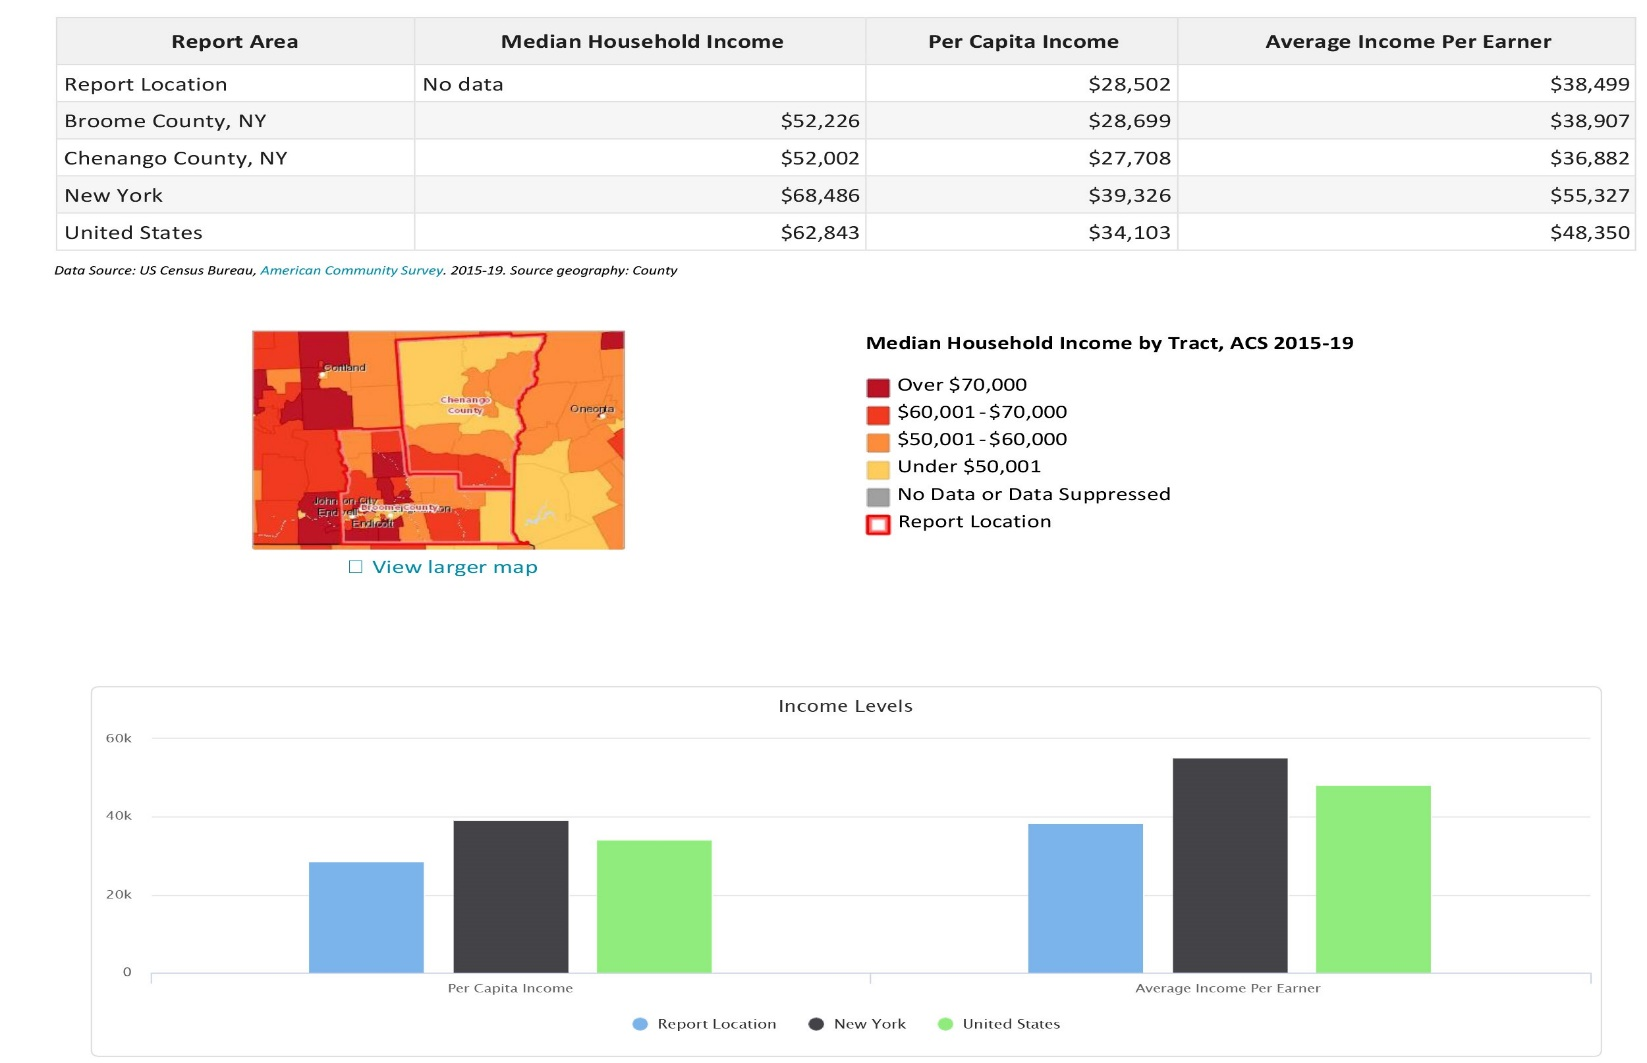 Report Area Median Household Income Per Capita Income Average Income Per Earner
Report Location No data $28,502 $38,499
Broome County, NY $52,226 $28,699 $38,907
Chenango County, NY $52,002 $27,708 $36,882
New York $68,486 $39,326 $55,327
United States $62,843 $34,103 $48,350
Data Source: US Census Bureau, American Community Survey. 2015-19. Source geography: County
Cortland
Chenango
County
Oneonta
Broome County
Endicott
View larger map
Median Household Income by Tract, ACS 2015-19
Over $70,000
$60,001-$70,000
$50,001-$60,000
Under $50,001
No Data or Data Suppressed
Report Location
Income Levels
60k
40k
20k
0
Per Capita Income Average Income Per Earner
Report Location New York United States